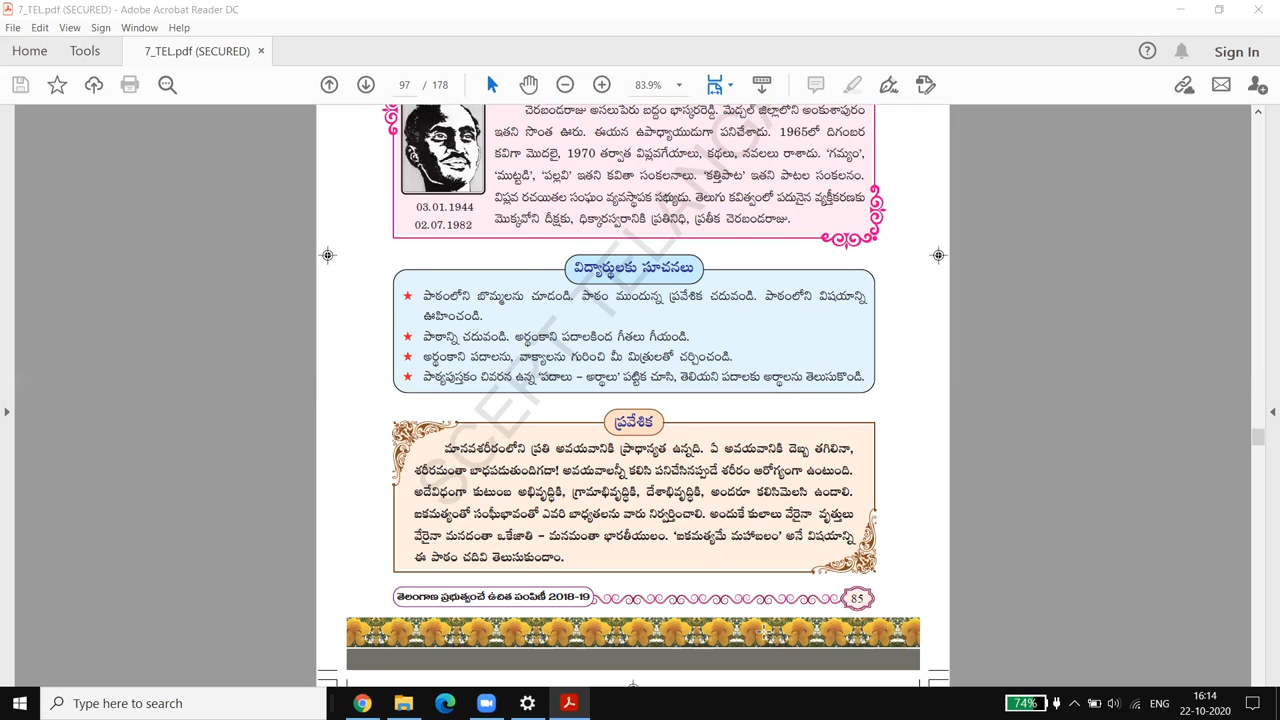 7_TEL.pdf (SECURED) - Adobe Acrobat Reader DC
File Edit View Sign Window Help
Home Tools 7_TEL.pdf (SECURED) × Sign In
97 / 178 83.9%
చెరబండరాజు అసలుపేరు బద్దం భాస్కరరెడ్డి. మేడ్చల్ జిల్లాలోని అంకుశాపురం
ఇతని సొంత ఊరు. ఈయన ఉపాధ్యాయుడుగా పనిచేశాడు. 1965లో దిగంబర
కవిగా మొదలై, 1970 తర్వాత విప్లవగేయాలు, కథలు, నవలలు రాశాడు. ‘గమ్యం’,
‘ముట్టడి’, ‘పల్లవి’ ఇతని కవితా సంకలనాలు. ‘కత్తిపాట’ ఇతని పాటల సంకలనం.
విప్లవ రచయితల సంఘం వ్యవస్థాపక సభ్యుడు. తెలుగు కవిత్వంలో పదునైన వ్యక్తీకరణకు
మొక్కవోని దీక్షకు, ధిక్కారస్వరానికి ప్రతినిధి, ప్రతీక చెరబండరాజు.
03.01.1944
02.07.1982
విద్యార్థులకు సూచనలు
★ పాఠంలోని బొమ్మలను చూడండి. పాఠం ముందున్న ప్రవేశిక చదువండి. పాఠంలోని విషయాన్ని
ఊహించండి.
★ పాఠాన్ని చదువండి. అర్థంకాని పదాలకింద గీతలు గీయండి.
★ అర్థంకాని పదాలను, వాక్యాలను గురించి మీ మిత్రులతో చర్చించండి.
★ పాఠ్యపుస్తకం చివరన ఉన్న ‘పదాలు – అర్థాలు’ పట్టిక చూసి, తెలియని పదాలకు అర్థాలను తెలుసుకొండి.
ప్రవేశిక
మానవశరీరంలోని ప్రతి అవయవానికి ప్రాధాన్యత ఉన్నది. ఏ అవయవానికి దెబ్బ తగిలినా,
శరీరమంతా బాధపడుతుందిగదా! అవయవాలన్నీ కలిసి పనిచేసినప్పుడే శరీరం ఆరోగ్యంగా ఉంటుంది.
అదేవిధంగా కుటుంబ అభివృద్ధికి, గ్రామాభివృద్ధికి, దేశాభివృద్ధికి, అందరూ కలిసిమెలసి ఉండాలి.
ఐకమత్యంతో సంఘీభావంతో ఎవరి బాధ్యతలను వారు నిర్వర్తించాలి. అందుకే కులాలు వేరైనా వృత్తులు
వేరైనా మనదంతా ఒకేజాతి – మనమంతా భారతీయులం. ‘ఐకమత్యమే మహాబలం’ అనే విషయాన్ని
ఈ పాఠం చదివి తెలుసుకుందాం.
తెలంగాణ ప్రభుత్వంచే ఉచిత పంపిణీ 2018-19 85
SCERT TELANGA
Type here to search
74% ENG 16:14
22-10-2020